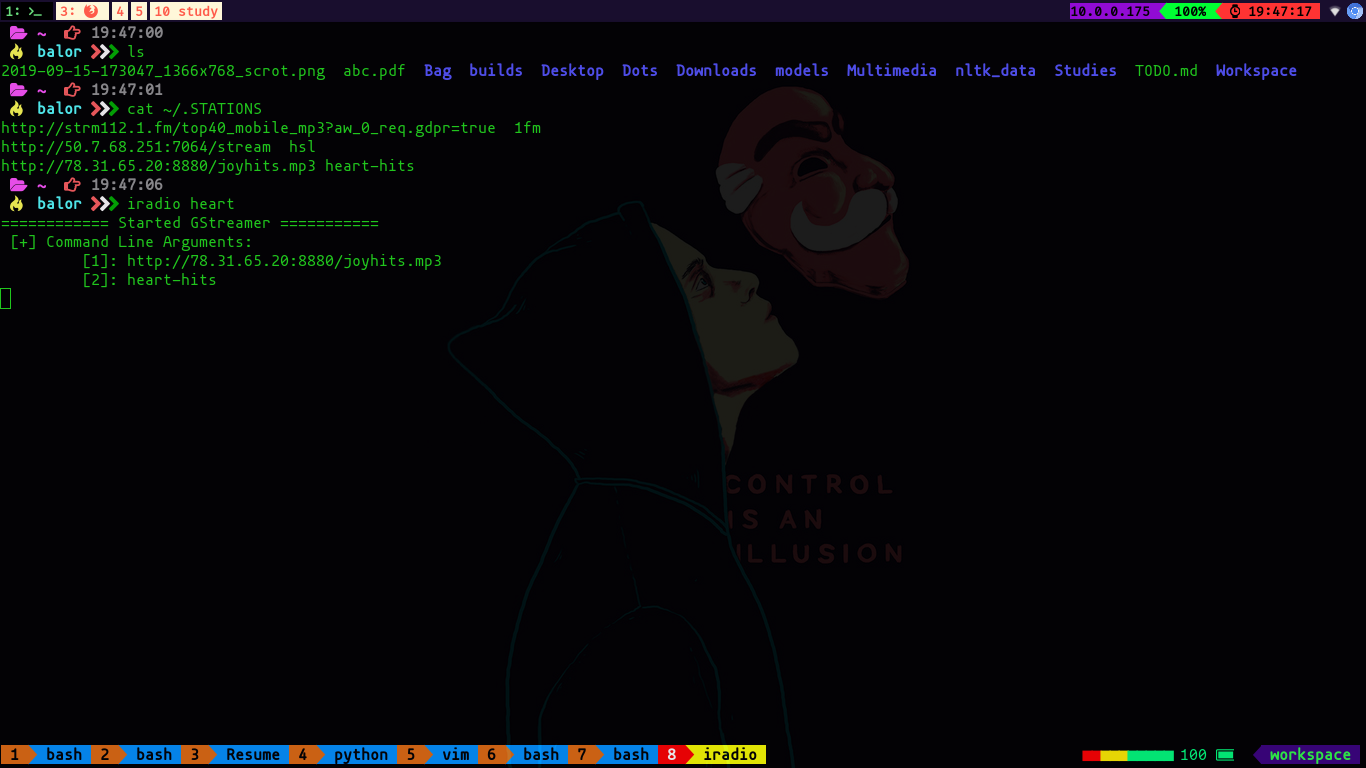 1: >_ 3: 4 5 10 study 10.0.0.175 100% 19:47:17
~ 19:47:00
balor ls
2019-09-15-173047_1366x768_scrot.png abc.pdf Bag builds Desktop Dots Downloads models Multimedia nltk_data Studies TODO.md Workspace
~ 19:47:01
balor cat ~/.STATIONS
http://strm112.1.fm/top40_mobile_mp3?aw_0_req.gdpr=true 1fm
http://50.7.68.251:7064/stream hsl
http://78.31.65.20:8880/joyhits.mp3 heart-hits
~ 19:47:06
balor iradio heart
============ Started GStreamer ===========
[+] Command Line Arguments:
[1]: http://78.31.65.20:8880/joyhits.mp3
[2]: heart-hits
CONTROL
IS AN
ILLUSION
1 bash 2 bash 3 Resume 4 python 5 vim 6 bash 7 bash 8 iradio 100 workspace